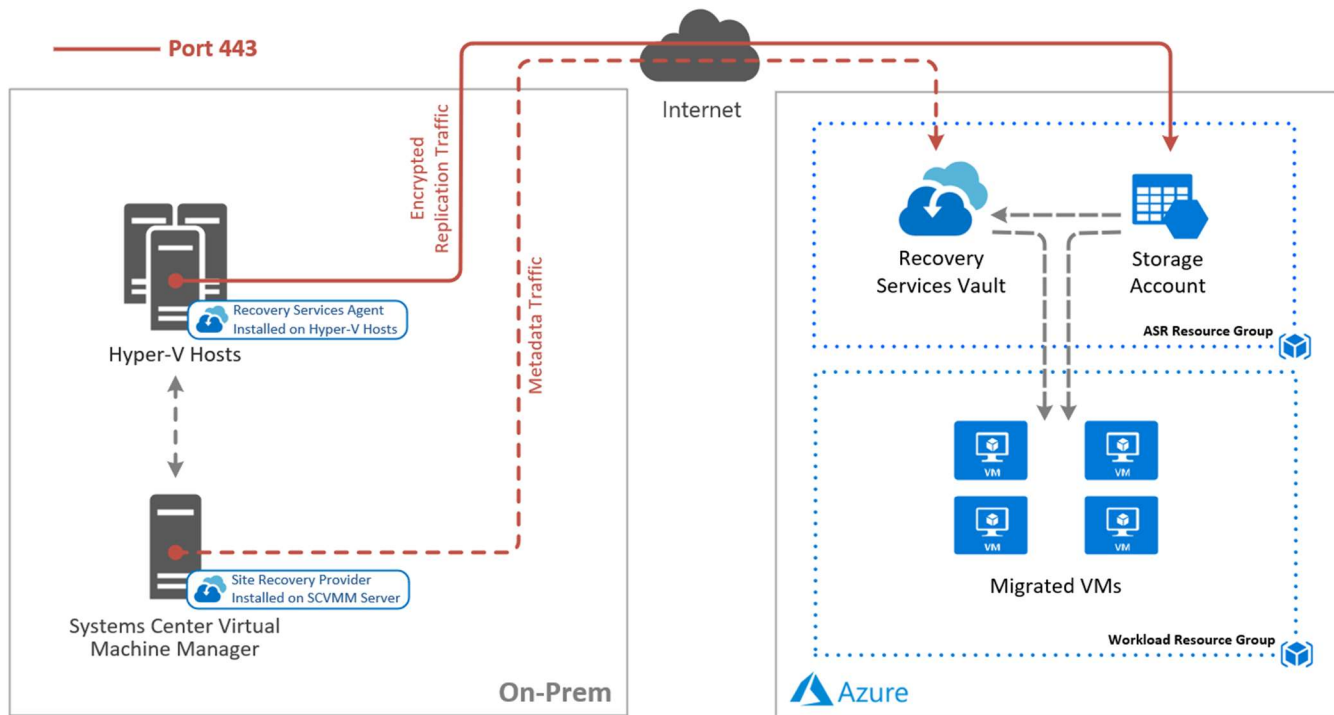 Port 443
Internet
Encrypted
Replication Traffic
Metadata Traffic
Recovery Services Agent
Installed on Hyper-V Hosts
Hyper-V Hosts
Site Recovery Provider
Installed on SCVMM Server
Systems Center Virtual
Machine Manager
On-Prem
Recovery
Services Vault
Storage
Account
ASR Resource Group
VM
VM
VM
VM
Migrated VMs
Workload Resource Group
Azure